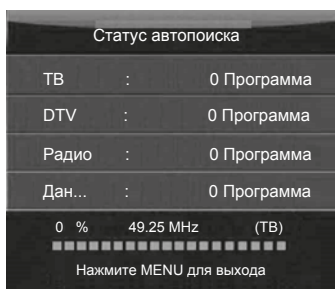 Статус автопоиска
ТВ : 0 Программа
DTV : 0 Программа
Радио : 0 Программа
Дан... : 0 Программа
0 % 49.25 MHz (ТВ)
Нажмите MENU для выхода